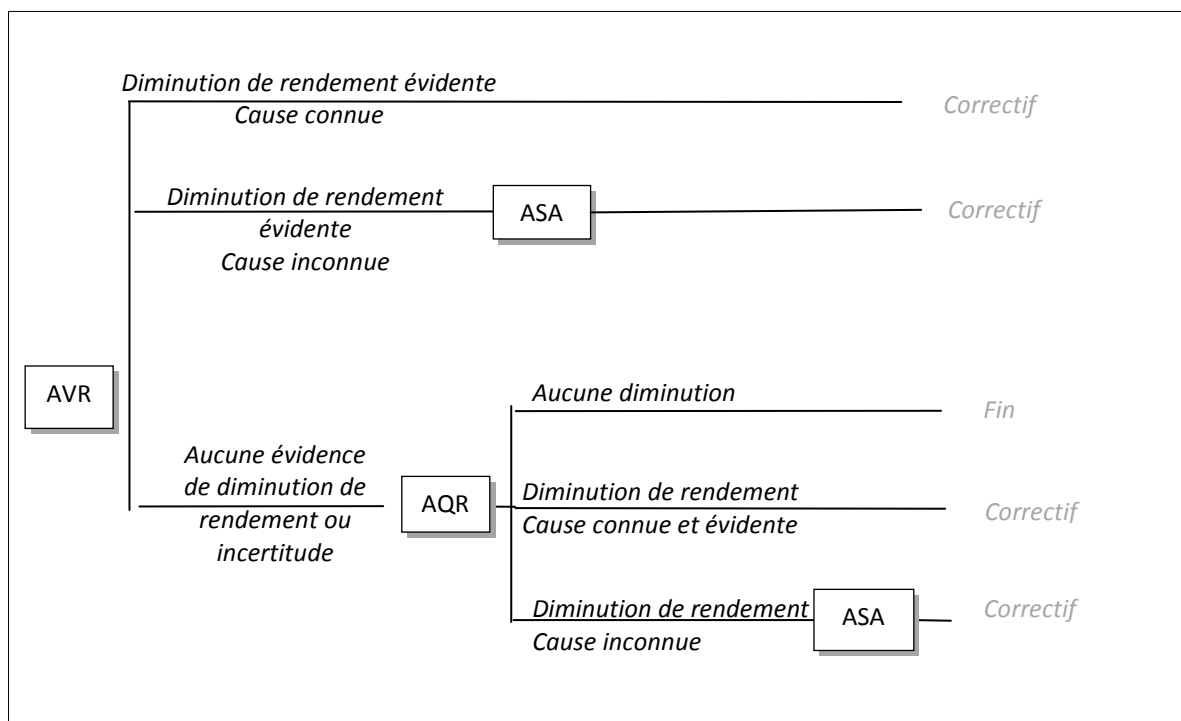 Diminution de rendement évidente
Cause connue
Correctif
Diminution de rendement
évidente
Cause inconnue
ASA
Correctif
AVR
Aucune évidence
de diminution de
rendement ou
incertitude
AQR
Aucune diminution
Fin
Diminution de rendement
Cause connue et évidente
Correctif
Diminution de rendement
Cause inconnue
ASA
Correctif